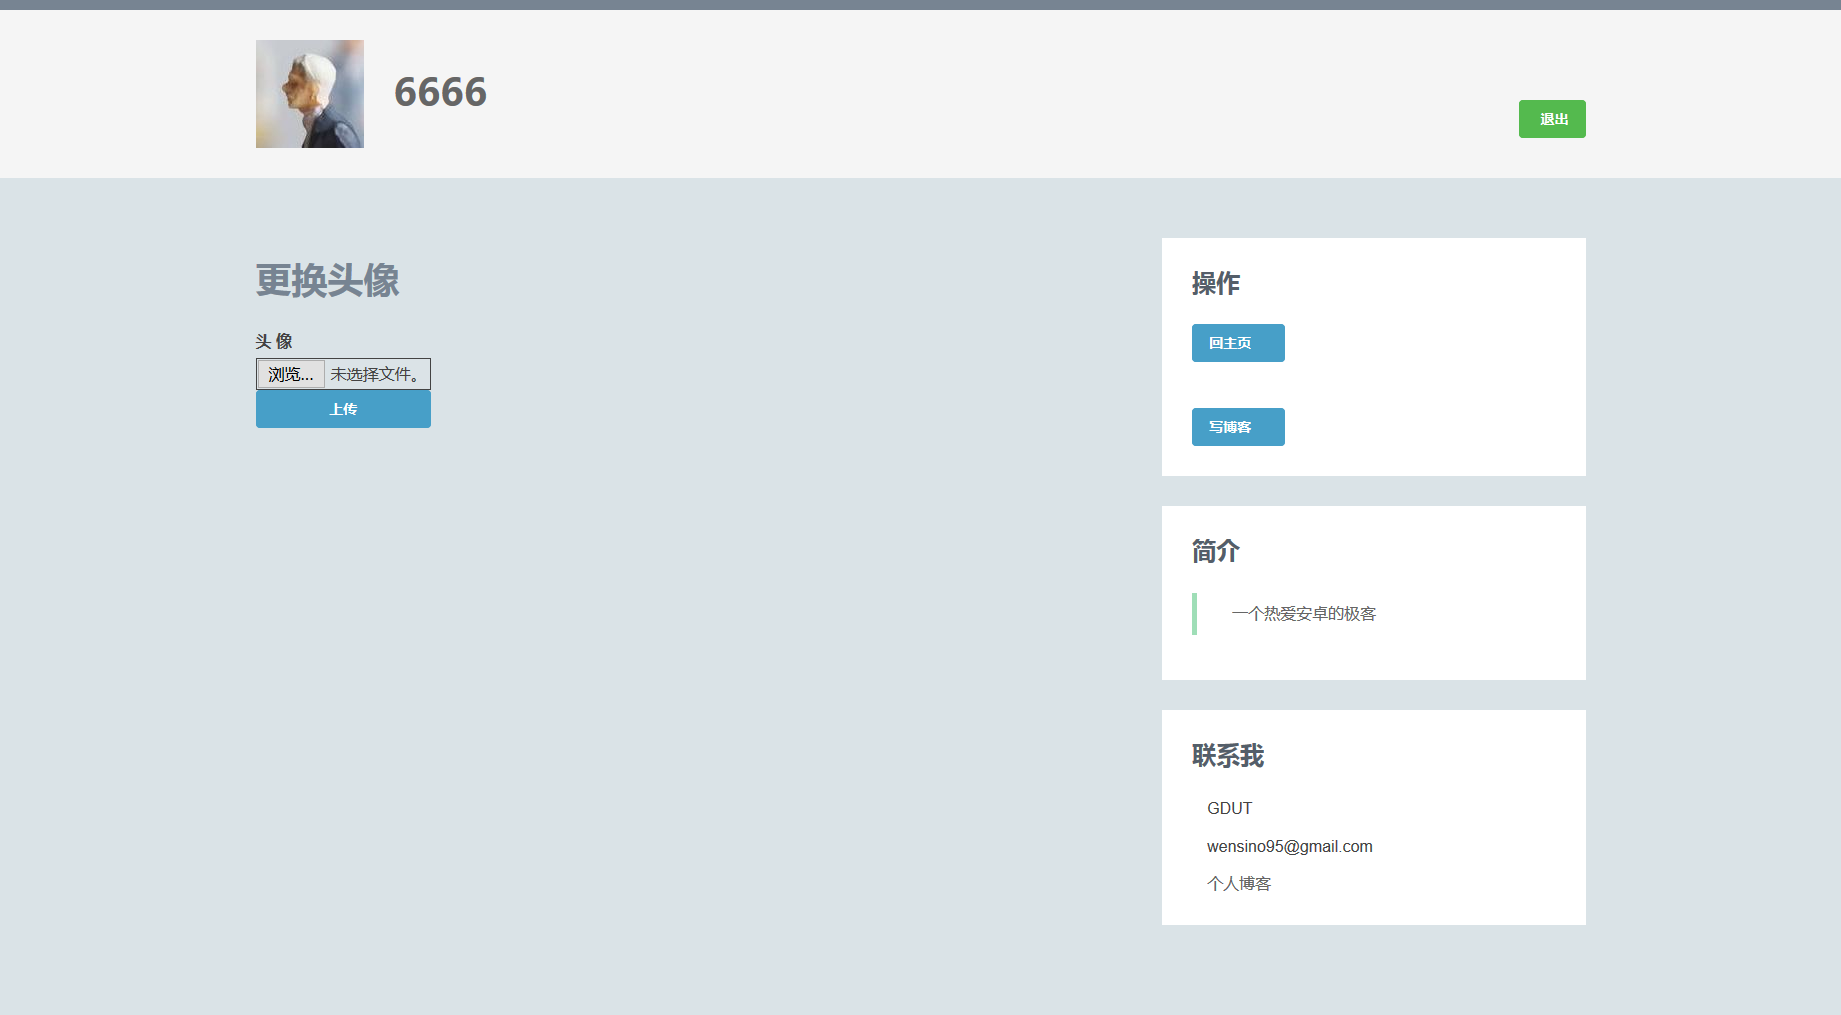 6666
退出
更换头像
头 像
浏览... 未选择文件。
上传
操作
回主页
写博客
简介
一个热爱安卓的极客
联系我
GDUT
wensino95@gmail.com
个人博客